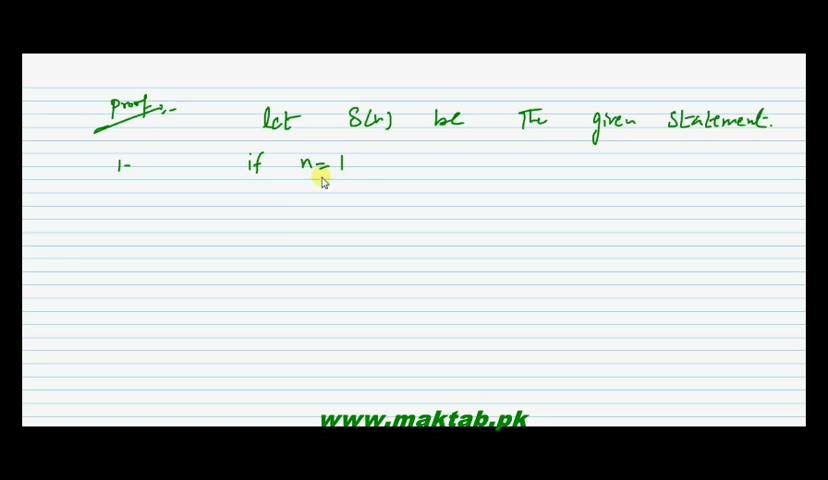 Proof:-
let S(n) be The given statement.
1- if n=1
www.maktab.pk